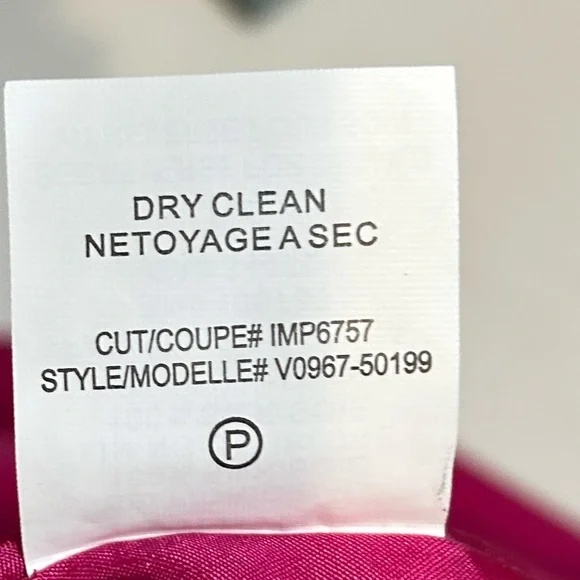 DRY CLEAN
NETOYAGE A SEC
CUT/COUPE# IMP6757
STYLE/MODELLE# V0967-50199
P